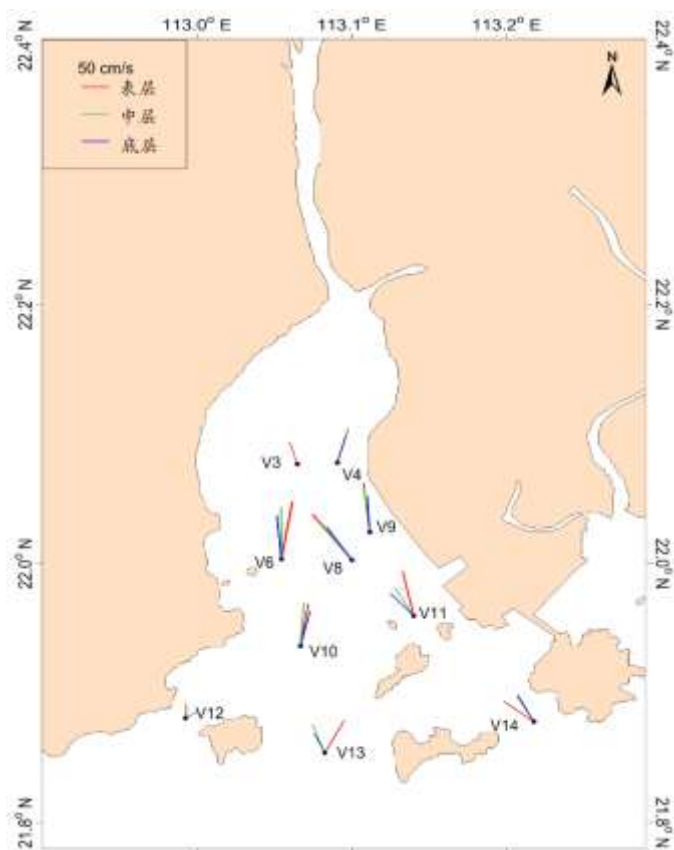 113.0° E 113.1° E 113.2° E
22.4° N 22.4° N
50 cm/s
表层
中层
底层
N
22.2° N 22.2° N
V3 V4
V9
V6 V8
22.0° N 22.0° N
V11
V10
V12
V14
V13
21.8° N 21.8° N